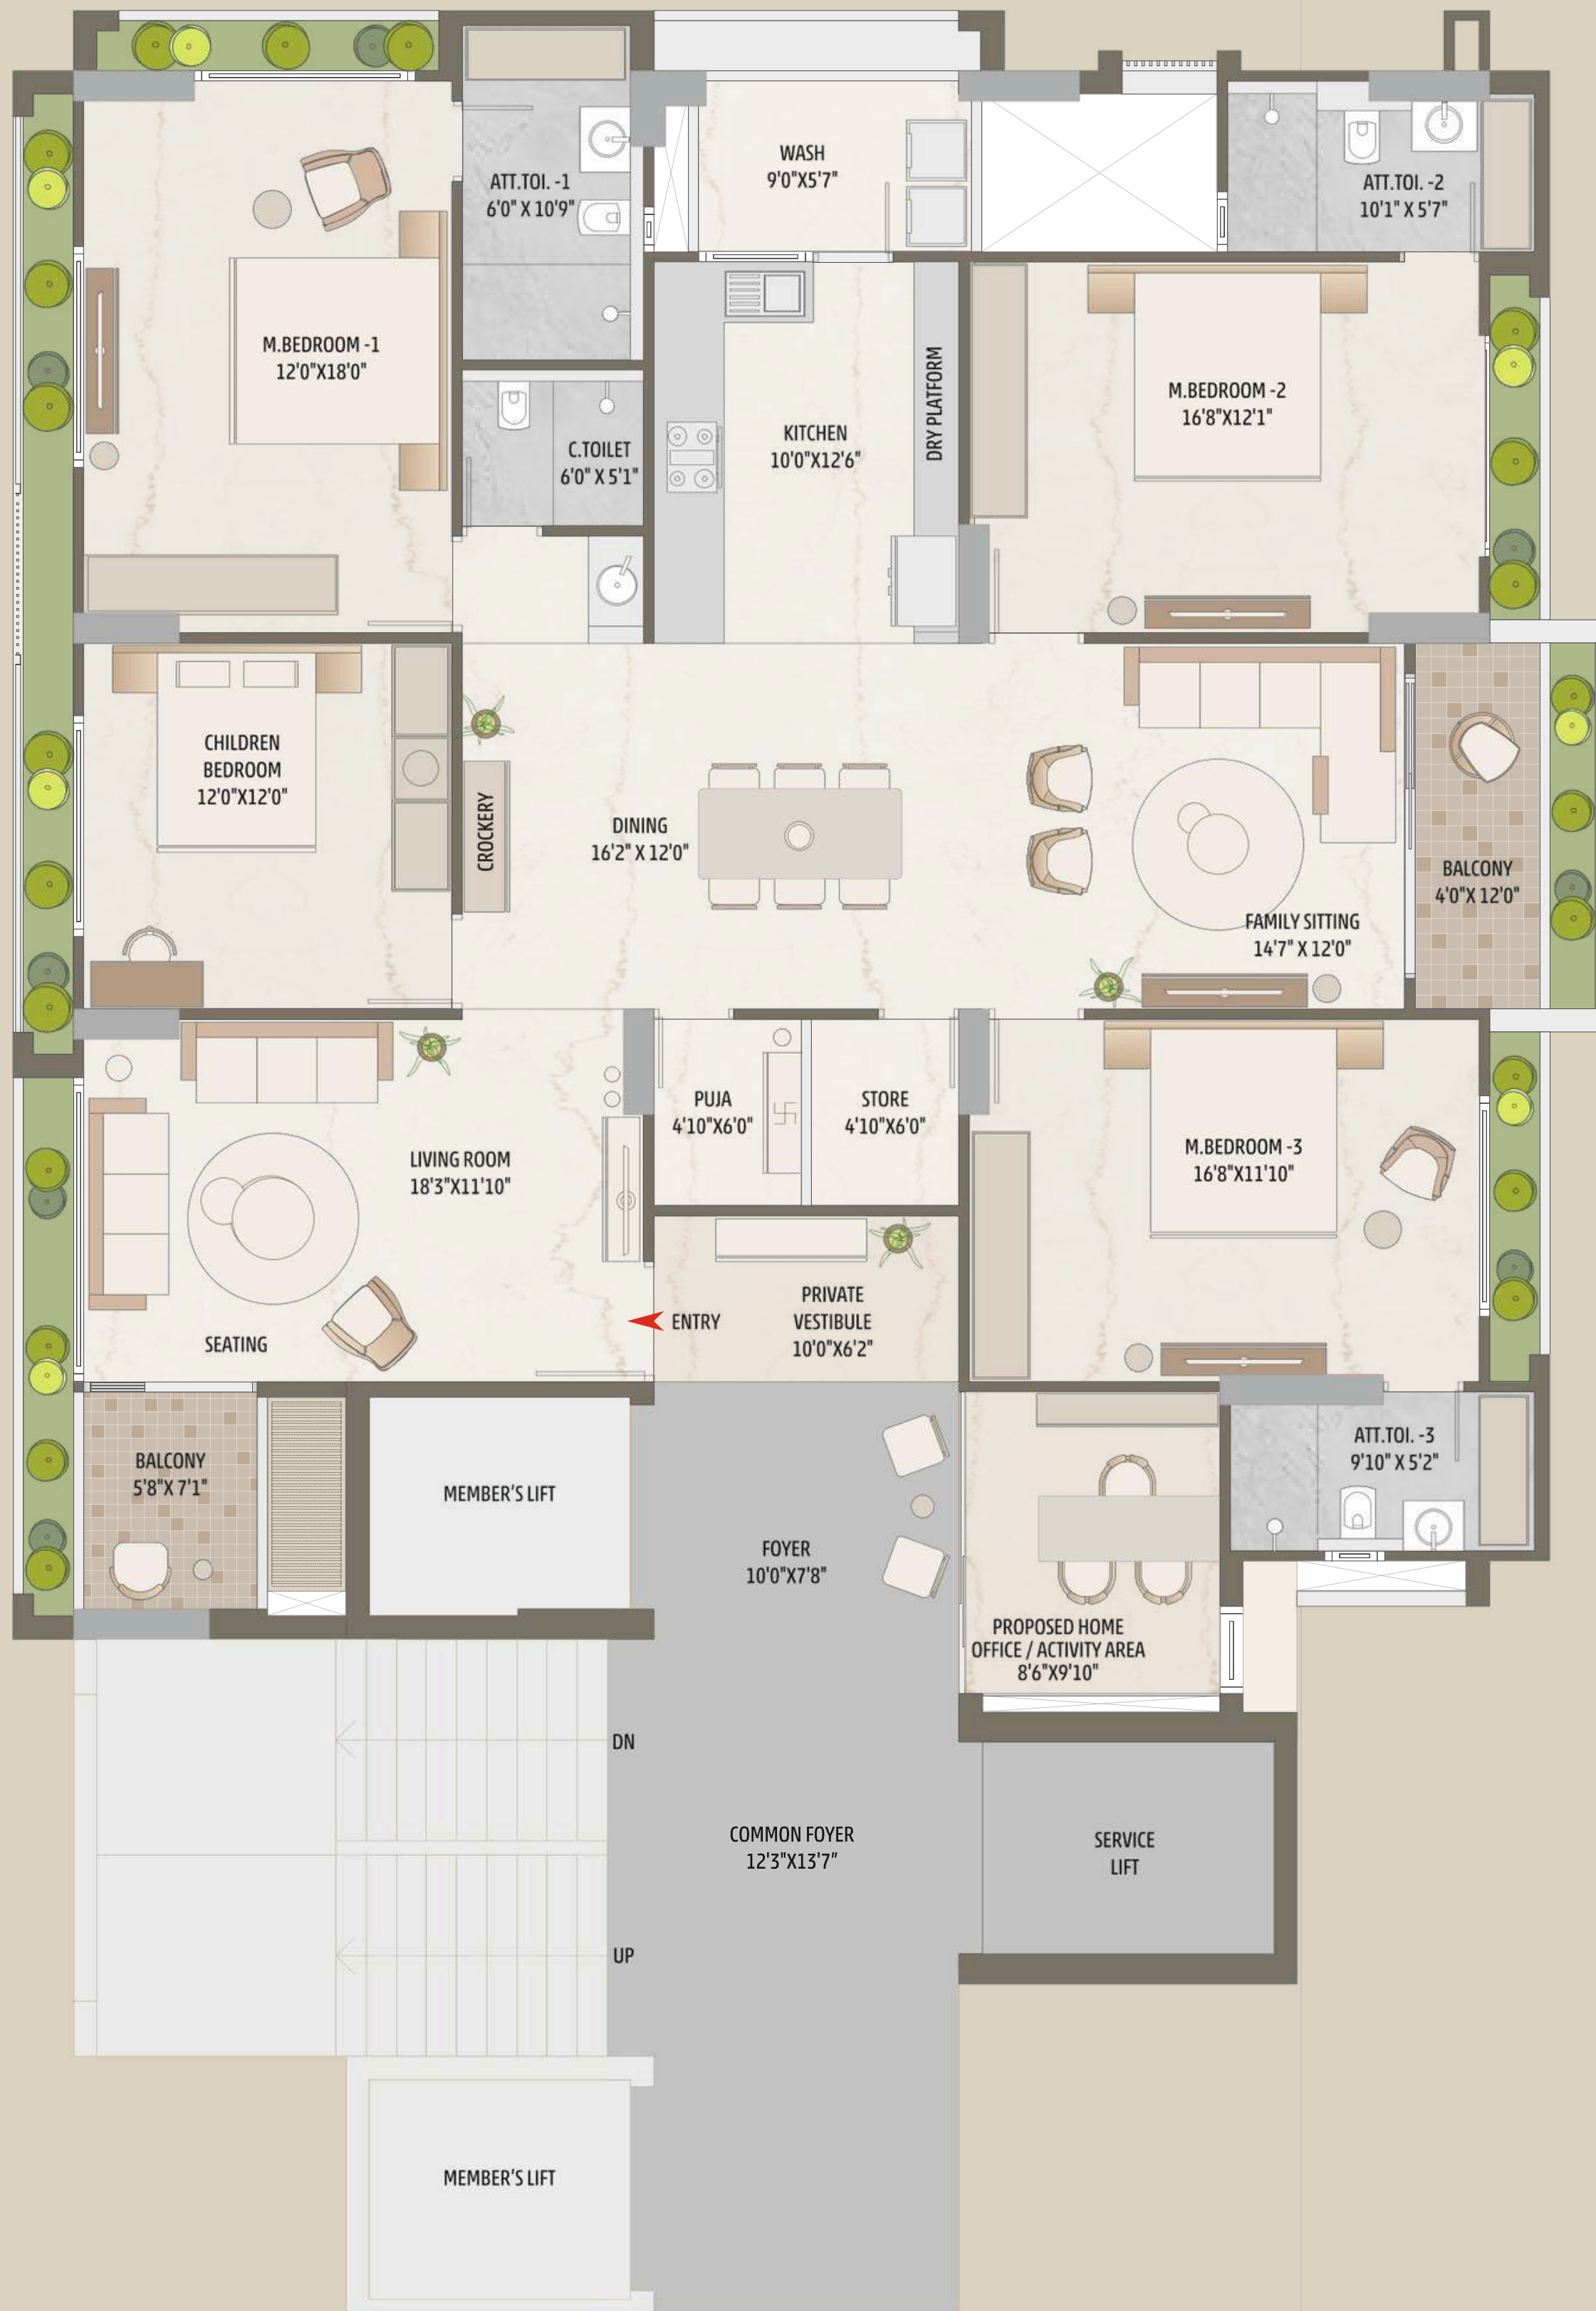 WASH
9'0"X5'7"
ATT.TOI. -1
6'0" X 10'9"
ATT.TOI. -2
10'1" X 5'7"
M.BEDROOM -1
12'0"X18'0"
C.TOILET
6'0" X 5'1"
KITCHEN
10'0"X12'6"
DRY PLATFORM
M.BEDROOM -2
16'8"X12'1"
CHILDREN
BEDROOM
12'0"X12'0"
CROCKERY
DINING
16'2" X 12'0"
FAMILY SITTING
14'7" X 12'0"
BALCONY
4'0"X 12'0"
LIVING ROOM
18'3"X11'10"
SEATING
PUJA
4'10"X6'0"
STORE
4'10"X6'0"
M.BEDROOM -3
16'8"X11'10"
ENTRY
PRIVATE
VESTIBULE
10'0"X6'2"
BALCONY
5'8"X 7'1"
MEMBER'S LIFT
FOYER
10'0"X7'8"
ATT.TOI. -3
9'10" X 5'2"
PROPOSED HOME
OFFICE / ACTIVITY AREA
8'6"X9'10"
DN
COMMON FOYER
12'3"X13'7"
SERVICE
LIFT
UP
MEMBER'S LIFT